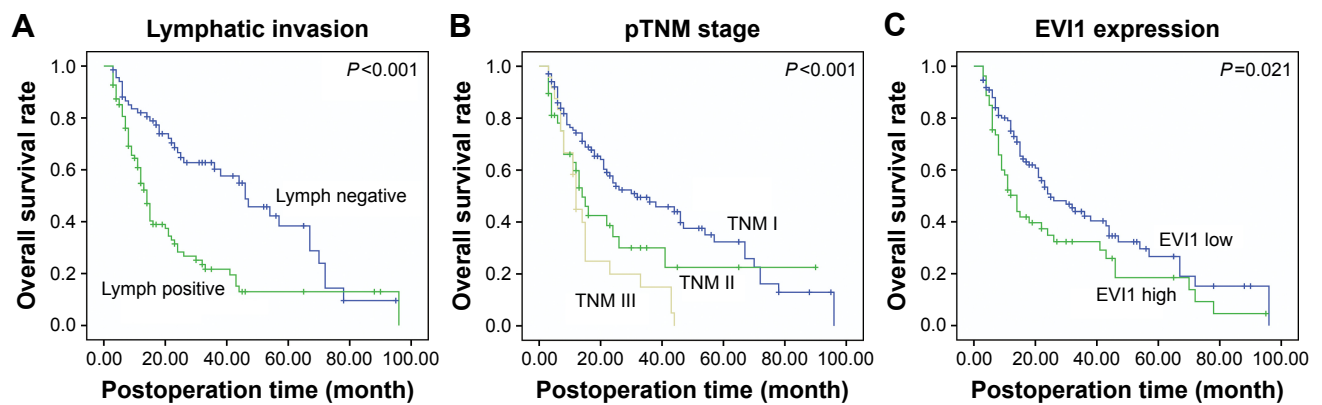 A
Lymphatic invasion
P<0.001
Overall survival rate
1.0
0.8
0.6
0.4
0.2
0.0
Lymph negative
Lymph positive
0.00 20.00 40.00 60.00 80.00 100.00
Postoperation time (month)
B
pTNM stage
P<0.001
Overall survival rate
1.0
0.8
0.6
0.4
0.2
0.0
TNM I
TNM II
TNM III
0.00 20.00 40.00 60.00 80.00 100.00
Postoperation time (month)
C
EVI1 expression
P=0.021
Overall survival rate
1.0
0.8
0.6
0.4
0.2
0.0
EVI1 low
EVI1 high
0.00 20.00 40.00 60.00 80.00 100.00
Postoperation time (month)